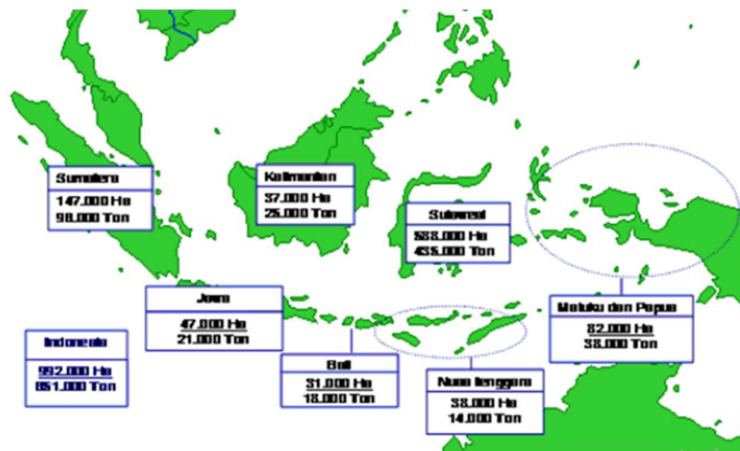 Sumatera
147.000 Ha
98.000 Ton
Kalimantan
37.000 Ha
25.000 Ton
Sulawesi
588.000 Ha
435.000 Ton
Jawa
47.000 Ha
21.000 Ton
Maluku dan Papua
82.000 Ha
38.000 Ton
Indonesia
992.000 Ha
651.000 Ton
Bali
31.000 Ha
18.000 Ton
Nusa tenggara
38.000 Ha
14.000 Ton